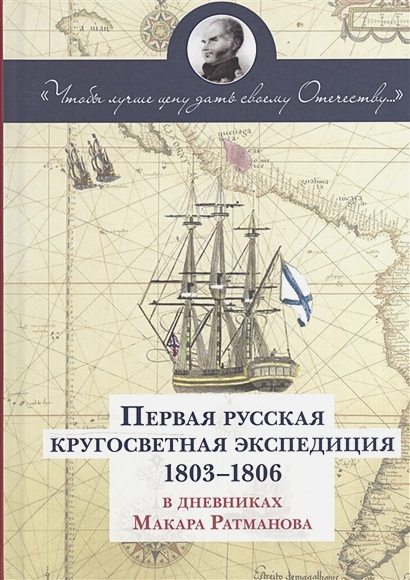 «Чтобы лучше цену дать своему Отечеству...»
Первая русская
кругосветная экспедиция
1803–1806
в дневниках
Макара Ратманова